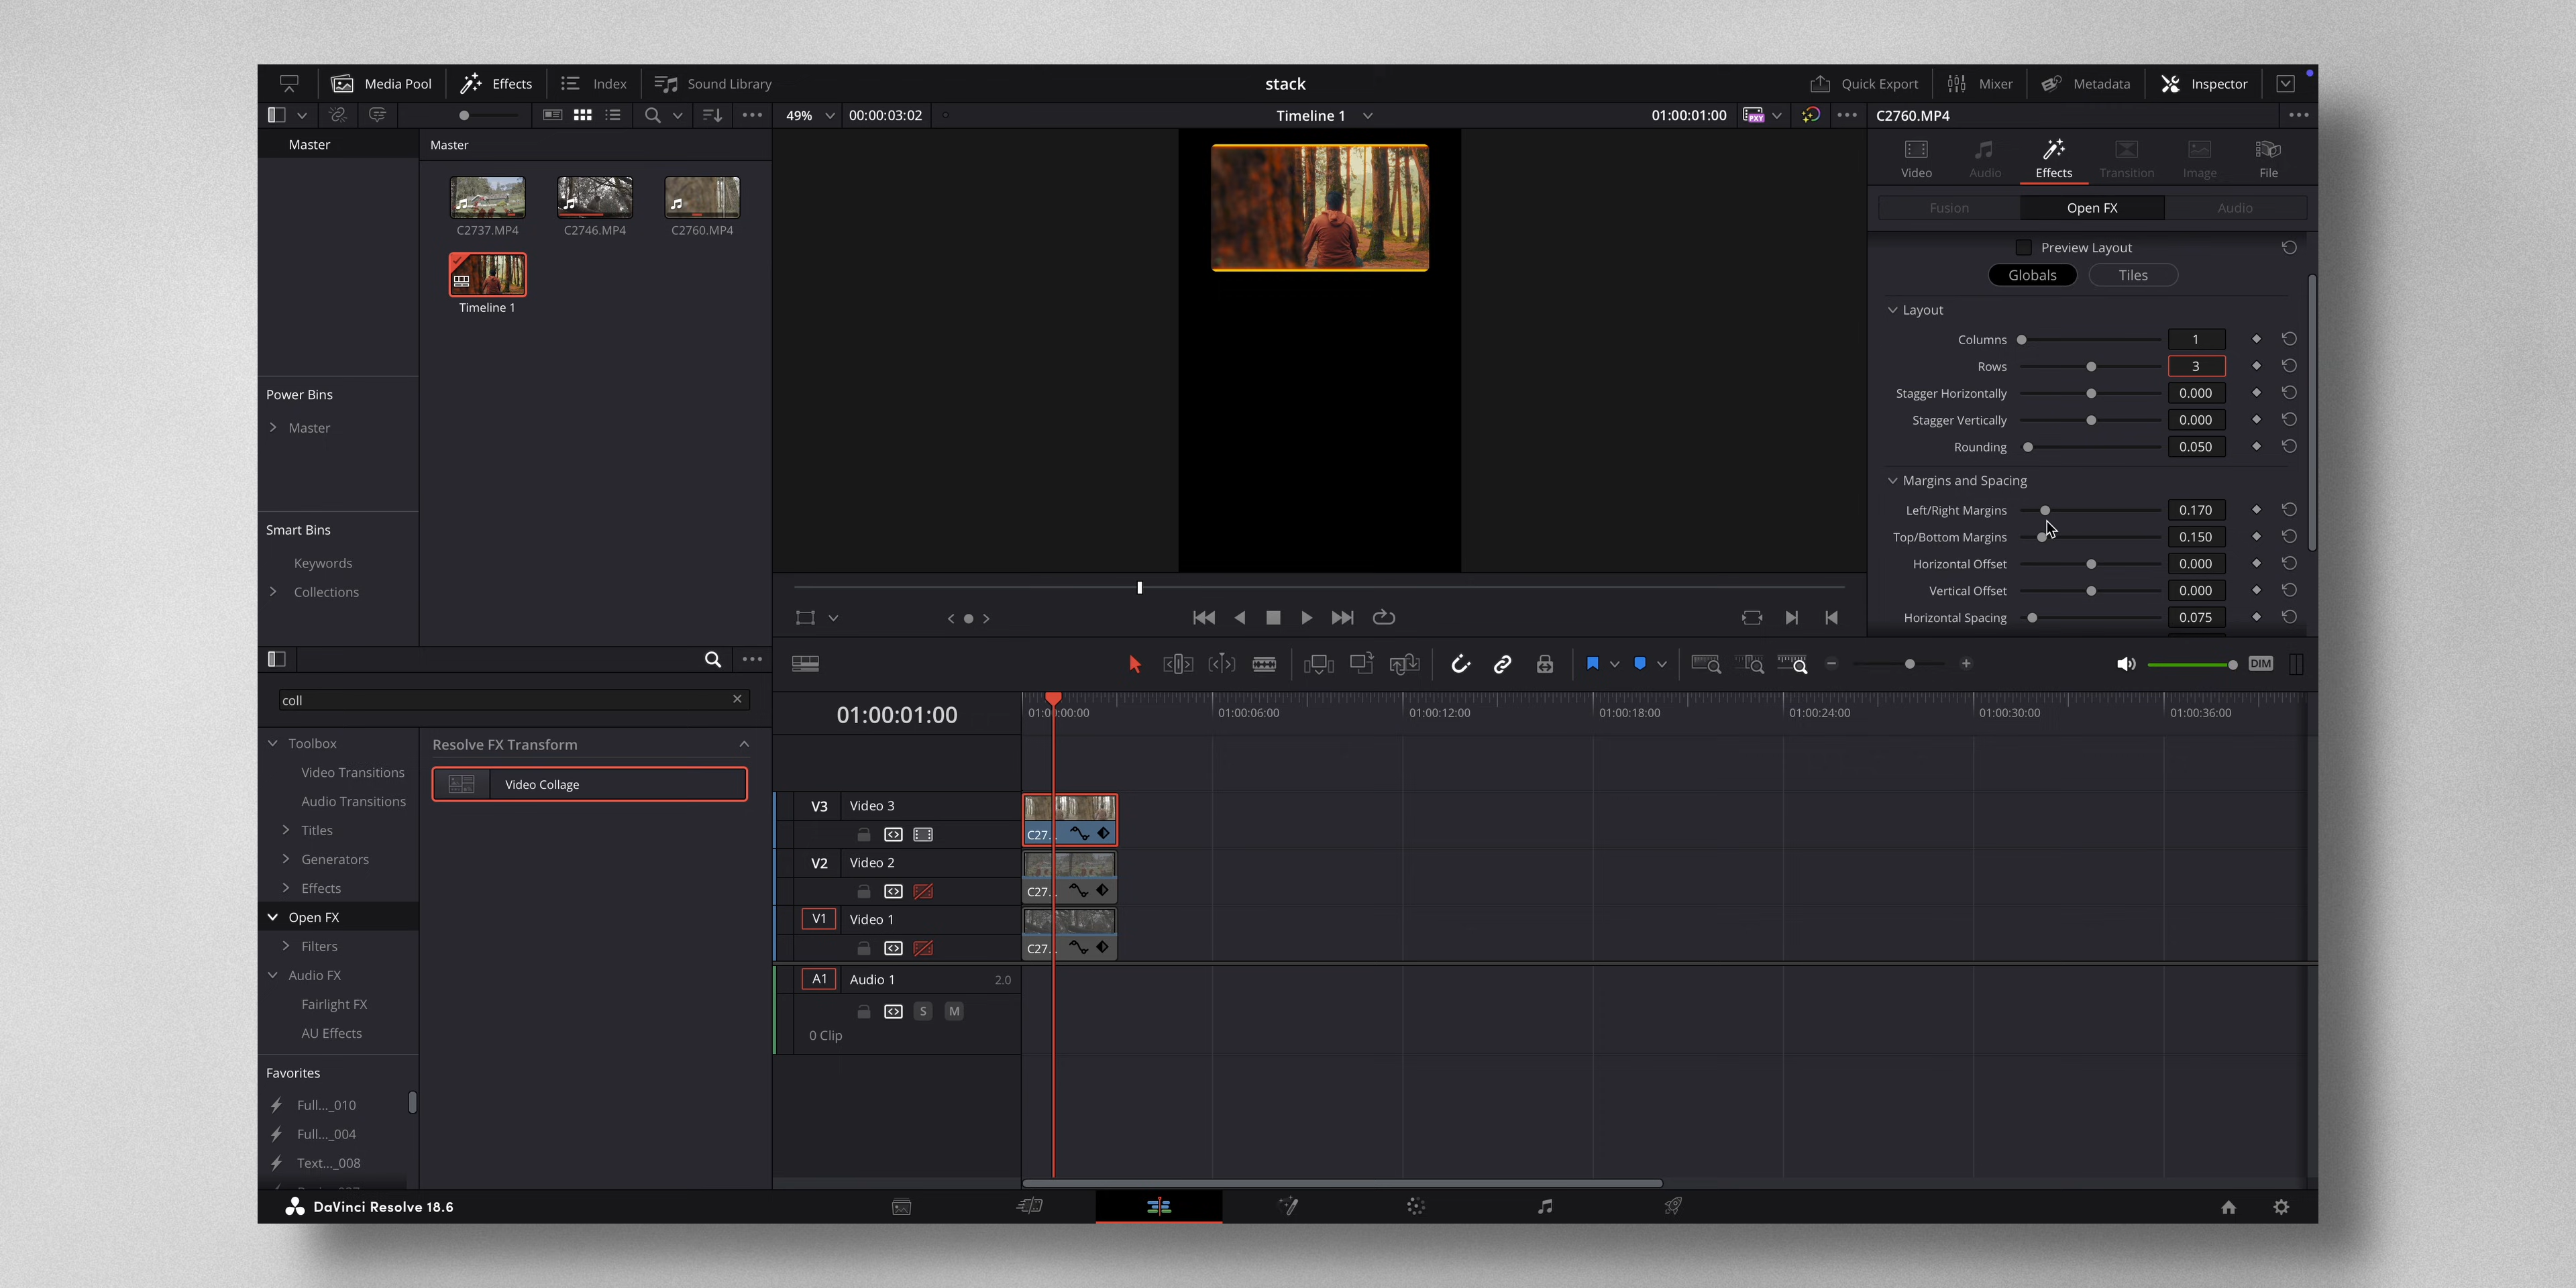 Media Pool
Effects
Index
Sound Library
stack
Quick Export
Mixer
Metadata
Inspector
49%
00:00:03:02
Timeline 1
01:00:01:00
PXY
C2760.MP4
Master
Master
C2737.MP4
C2746.MP4
C2760.MP4
Timeline 1
Power Bins
Master
Smart Bins
Keywords
Collections
Video
Audio
Effects
Transition
Image
File
Fusion
Open FX
Audio
Preview Layout
Globals
Tiles
Layout
Columns
1
Rows
3
Stagger Horizontally
0.000
Stagger Vertically
0.000
Rounding
0.050
Margins and Spacing
Left/Right Margins
0.170
Top/Bottom Margins
0.150
Horizontal Offset
0.000
Vertical Offset
0.000
Horizontal Spacing
0.075
DIM
coll
Toolbox
Video Transitions
Audio Transitions
Titles
Generators
Effects
Open FX
Filters
Audio FX
Fairlight FX
AU Effects
Favorites
Full..._010
Full..._004
Text..._008
Resolve FX Transform
Video Collage
01:00:01:00
01:00:00:00
01:00:06:00
01:00:12:00
01:00:18:00
01:00:24:00
01:00:30:00
01:00:36:00
V3
Video 3
C27...
V2
Video 2
C27...
V1
Video 1
C27...
A1
Audio 1
2.0
S
M
0 Clip
DaVinci Resolve 18.6